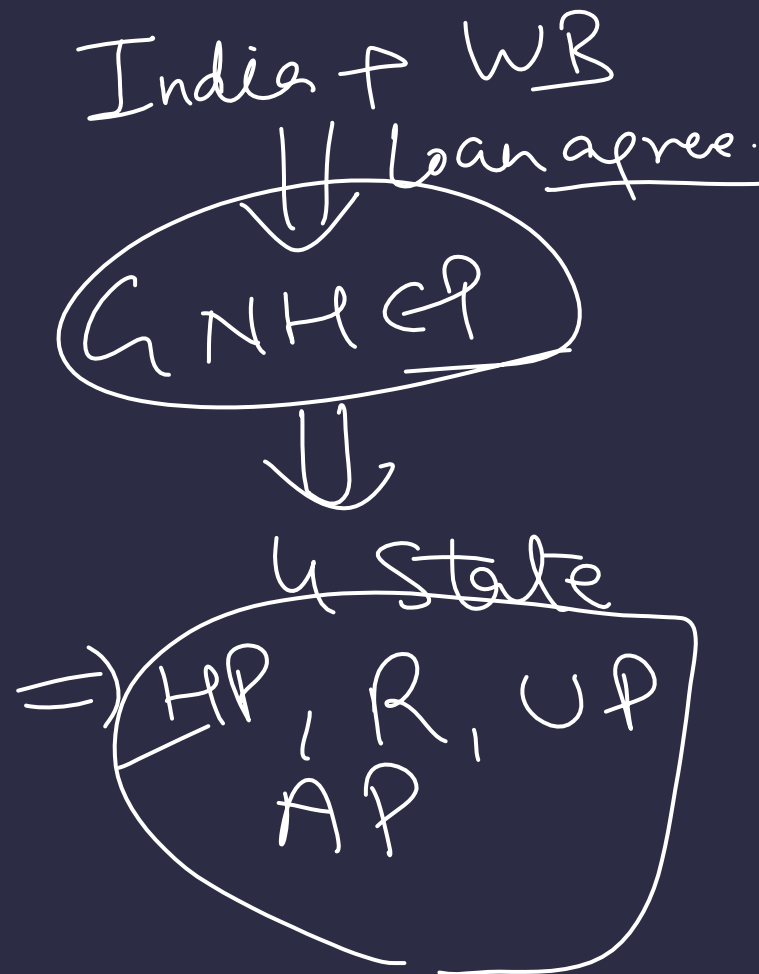 India + WB
Loan agree.
GNHCP
4 State
⇒ HP, R, UP
AP